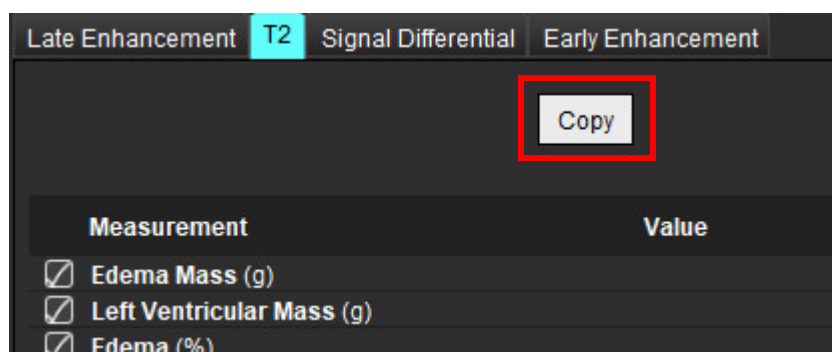 Late Enhancement T2 Signal Differential Early Enhancement
Copy
Measurement Value
Edema Mass (g)
Left Ventricular Mass (g)
Edema (%)